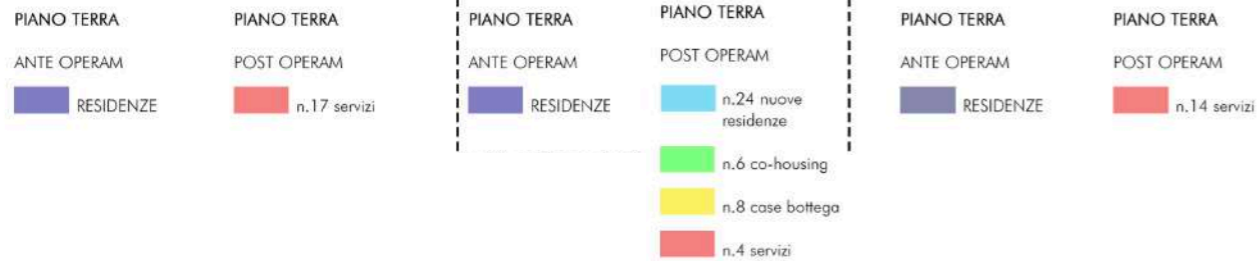 PIANO TERRA
ANTE OPERAM
RESIDENZE
PIANO TERRA
POST OPERAM
n.17 servizi
PIANO TERRA
ANTE OPERAM
RESIDENZE
PIANO TERRA
POST OPERAM
n.24 nuove
residenze
n.6 co-housing
n.8 case bottega
n.4 servizi
PIANO TERRA
ANTE OPERAM
RESIDENZE
PIANO TERRA
POST OPERAM
n.14 servizi